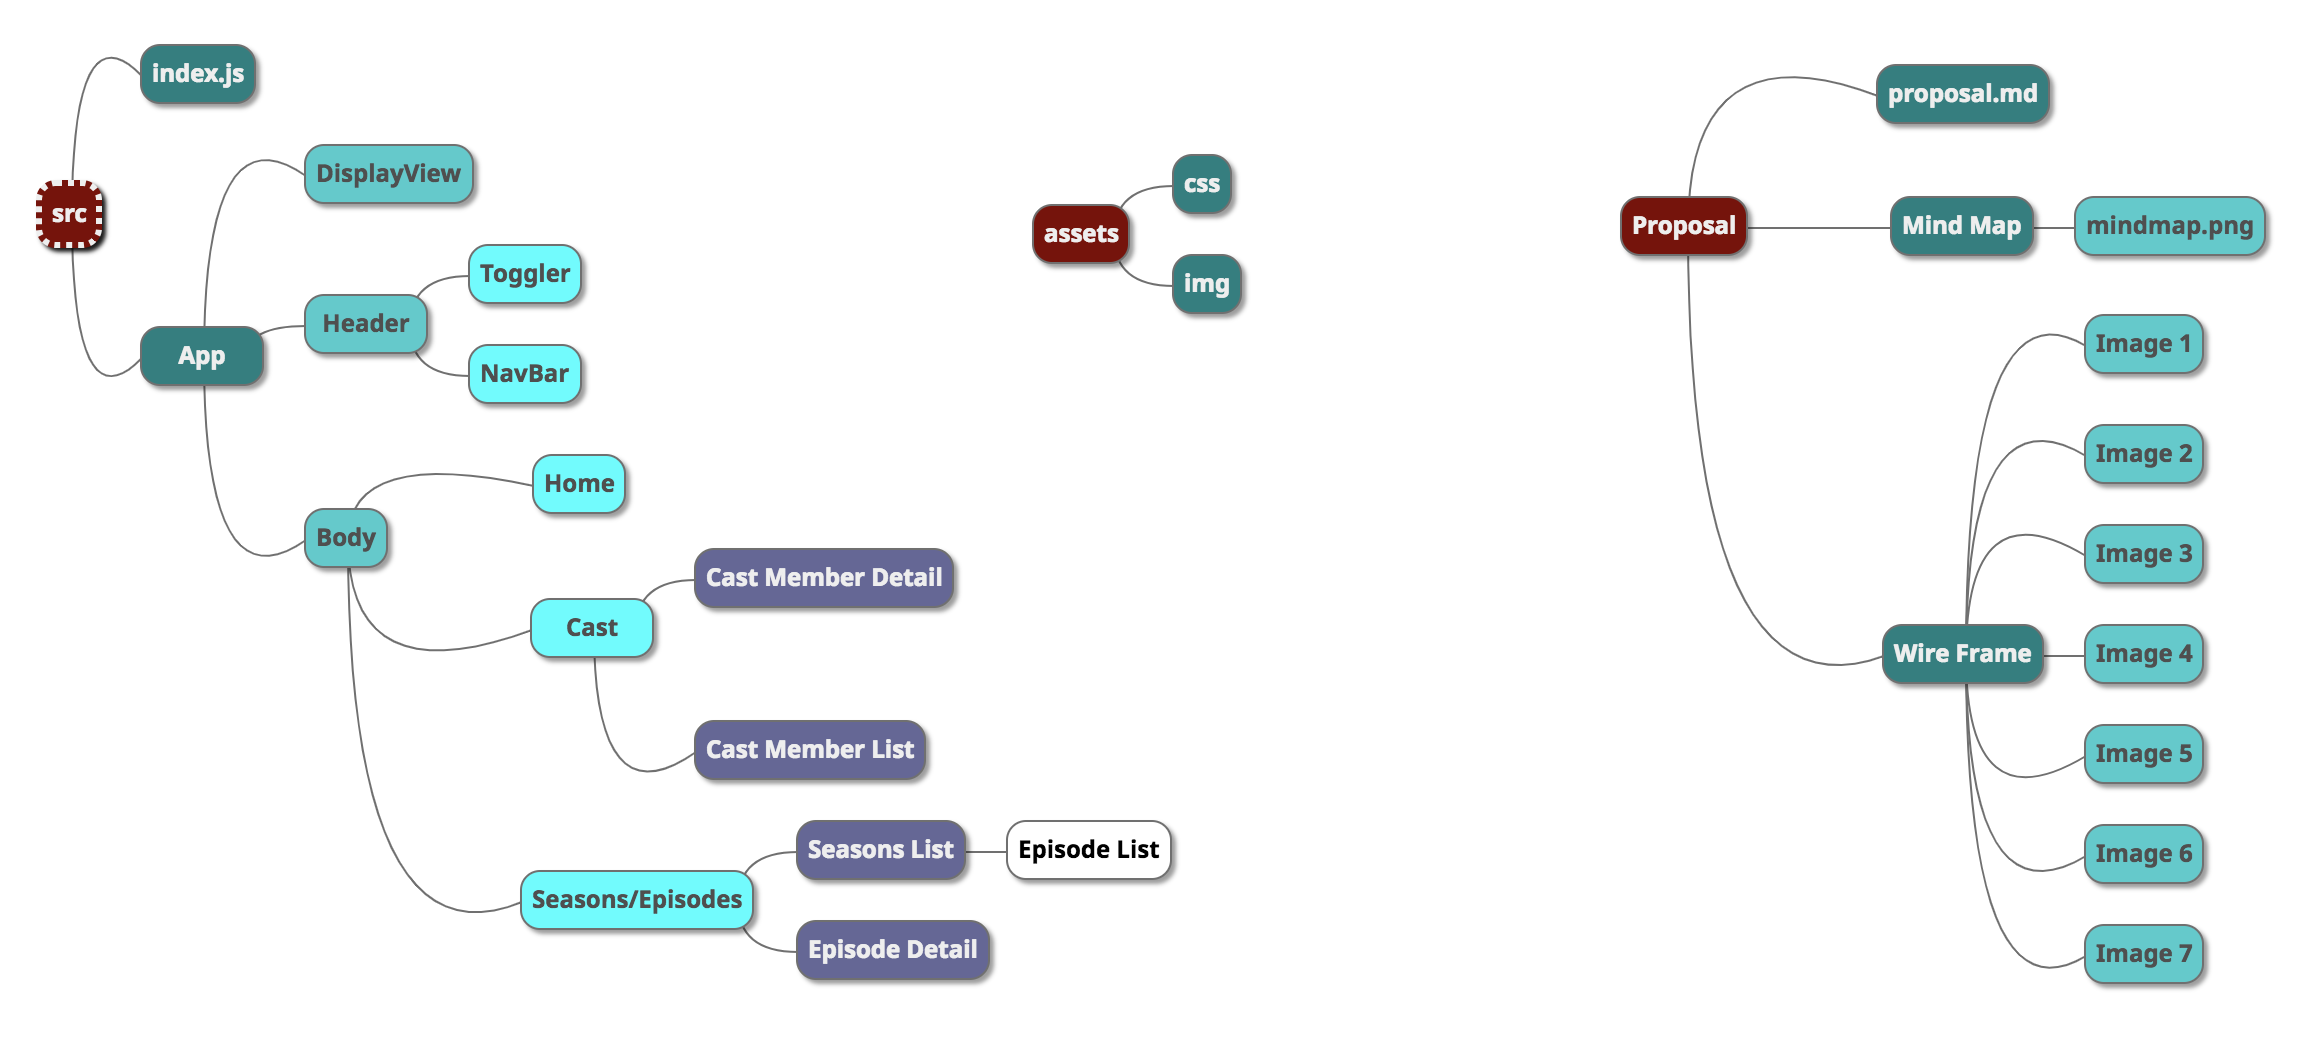 src
index.js
App
DisplayView
Header
Toggler
NavBar
Body
Home
Cast
Cast Member Detail
Cast Member List
Seasons/Episodes
Seasons List
Episode List
Episode Detail
assets
css
img
Proposal
proposal.md
Mind Map
mindmap.png
Wire Frame
Image 1
Image 2
Image 3
Image 4
Image 5
Image 6
Image 7